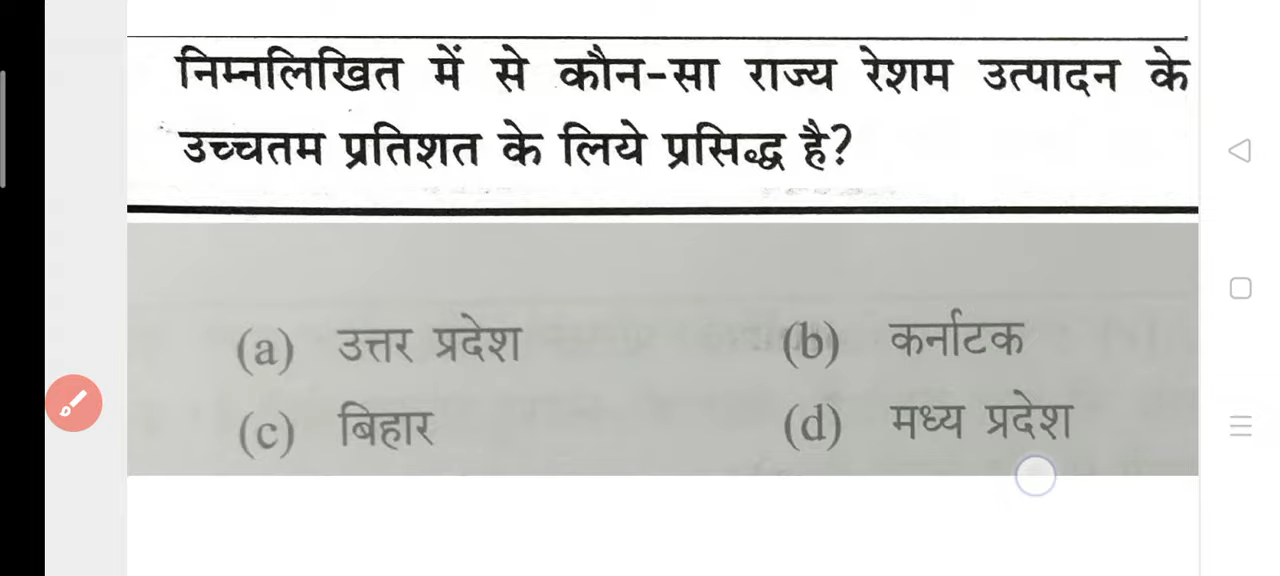 निम्नलिखित में से कौन-सा राज्य रेशम उत्पादन के
उच्चतम प्रतिशत के लिये प्रसिद्ध है?
(a) उत्तर प्रदेश (b) कर्नाटक
(c) बिहार (d) मध्य प्रदेश